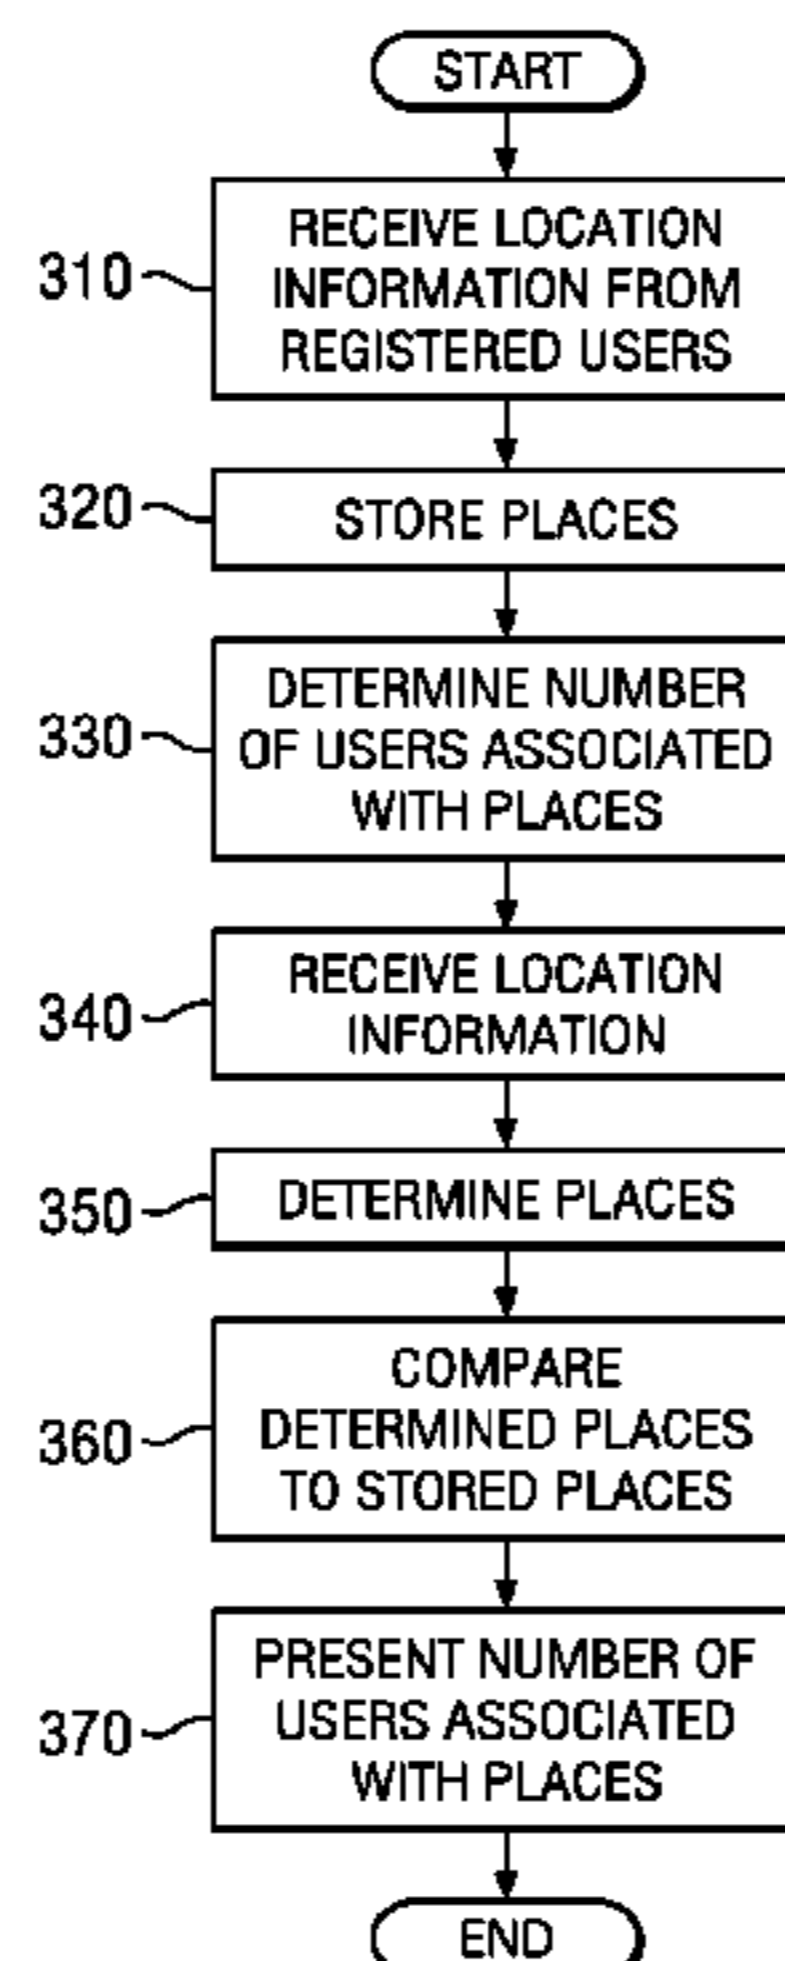 START
310
RECEIVE LOCATION
INFORMATION FROM
REGISTERED USERS
320
STORE PLACES
330
DETERMINE NUMBER
OF USERS ASSOCIATED
WITH PLACES
340
RECEIVE LOCATION
INFORMATION
350
DETERMINE PLACES
360
COMPARE
DETERMINED PLACES
TO STORED PLACES
370
PRESENT NUMBER OF
USERS ASSOCIATED
WITH PLACES
END